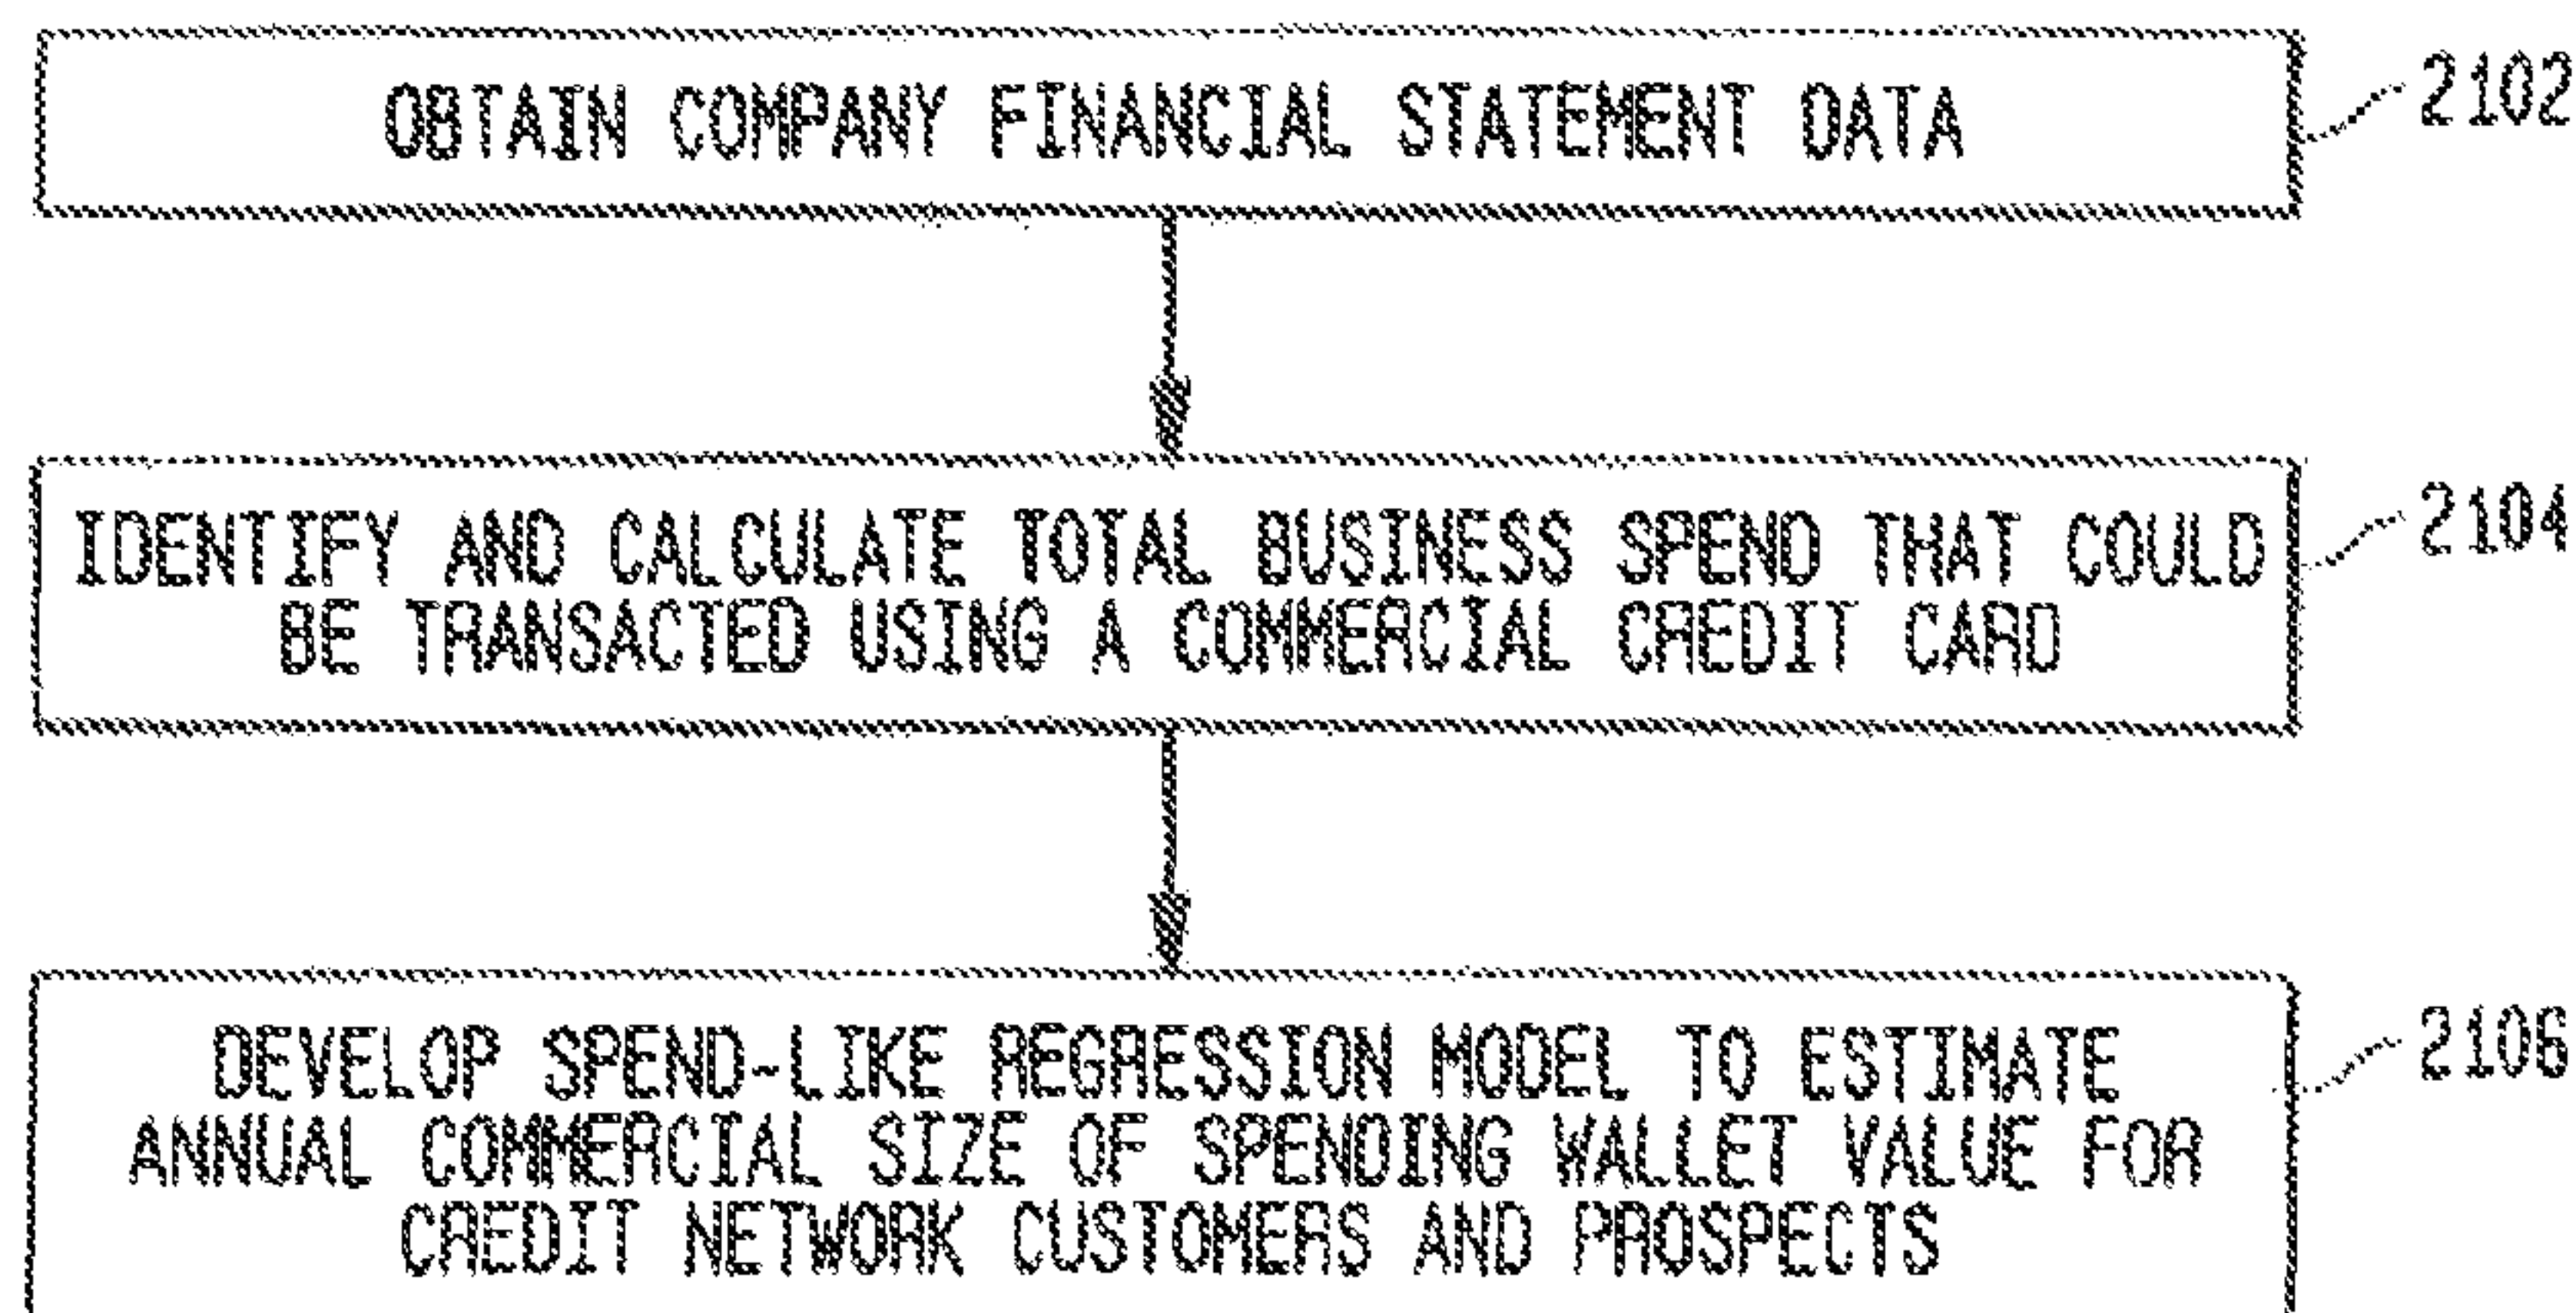 OBTAIN COMPANY FINANCIAL STATEMENT DATA
2102
IDENTIFY AND CALCULATE TOTAL BUSINESS SPEND THAT COULD
BE TRANSACTED USING A COMMERCIAL CREDIT CARD
2104
DEVELOP SPEND-LIKE REGRESSION MODEL TO ESTIMATE
ANNUAL COMMERCIAL SIZE OF SPENDING WALLET VALUE FOR
CREDIT NETWORK CUSTOMERS AND PROSPECTS
2106